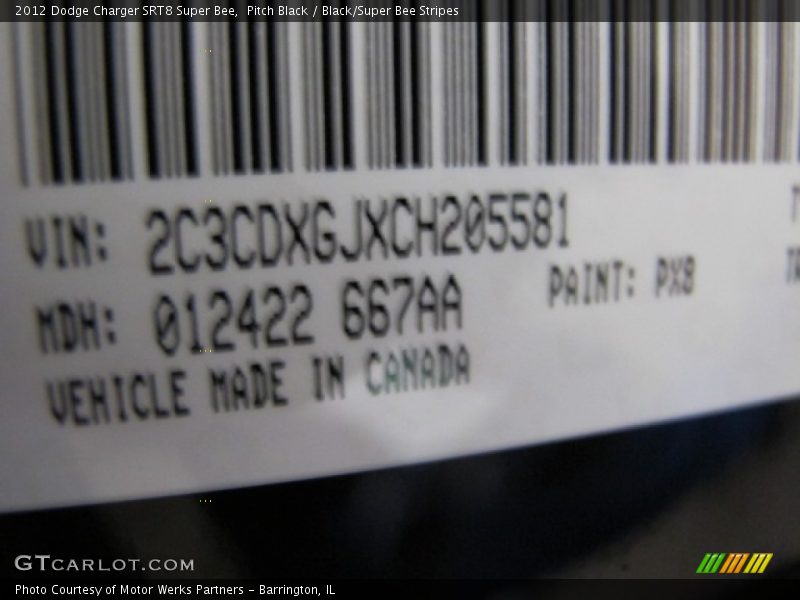 2012 Dodge Charger SRT8 Super Bee,  Pitch Black / Black/Super Bee Stripes
VIN: 2C3CDXGJXCH205581
MDH: 012422 667AA
PAINT: PX8
VEHICLE MADE IN CANADA
GTCARLOT.COM
Photo Courtesy of Motor Werks Partners - Barrington, IL